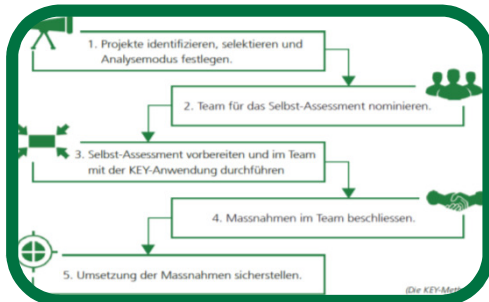 1. Projekte identifizieren, selektieren und
Analysemodus festlegen.
2. Team für das Selbst-Assessment nominieren.
3. Selbst-Assessment vorbereiten und im Team
mit der KEY-Anwendung durchführen
4. Massnahmen im Team beschliessen.
5. Umsetzung der Massnahmen sicherstellen.
(Die KEY-Meth